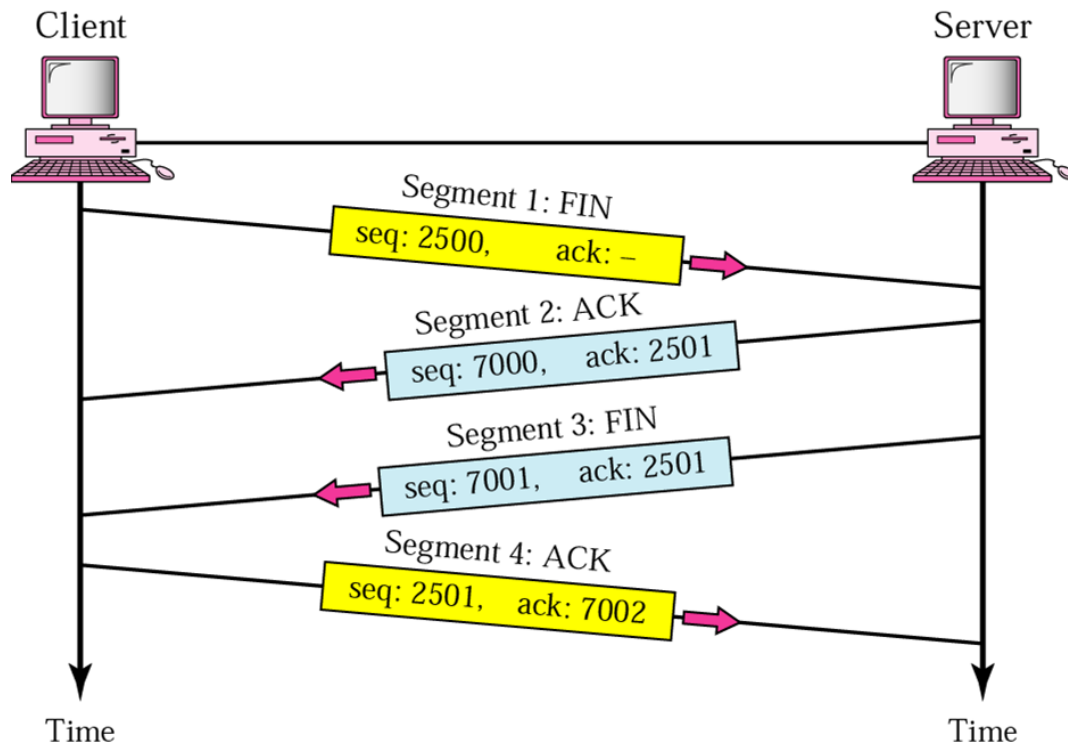 Client
Server
Segment 1: FIN
seq: 2500, ack: –
Segment 2: ACK
seq: 7000, ack: 2501
Segment 3: FIN
seq: 7001, ack: 2501
Segment 4: ACK
seq: 2501, ack: 7002
Time
Time